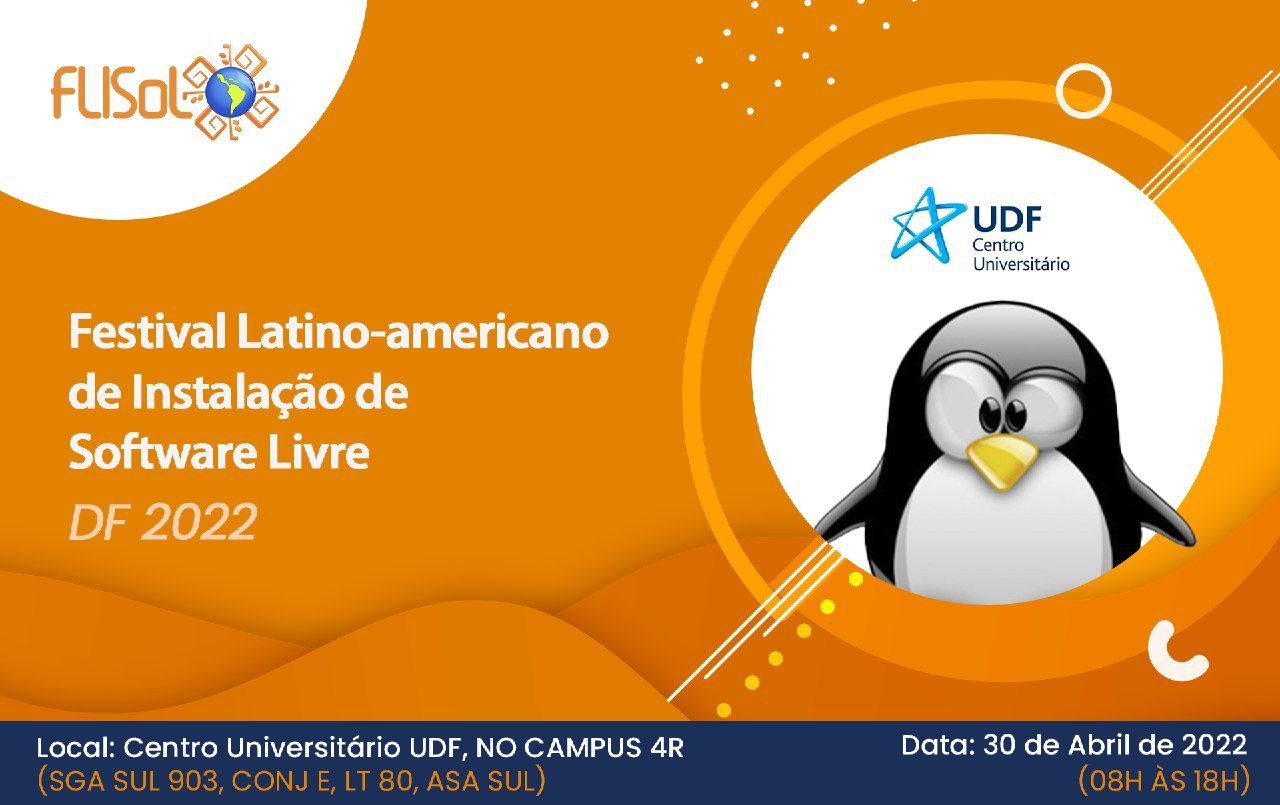 FLISol
UDF
Centro
Universitário
Festival Latino-americano
de Instalação de
Software Livre
DF 2022
Local: Centro Universitário UDF, NO CAMPUS 4R
(SGA SUL 903, CONJ E, LT 80, ASA SUL)
Data: 30 de Abril de 2022
(08H ÀS 18H)